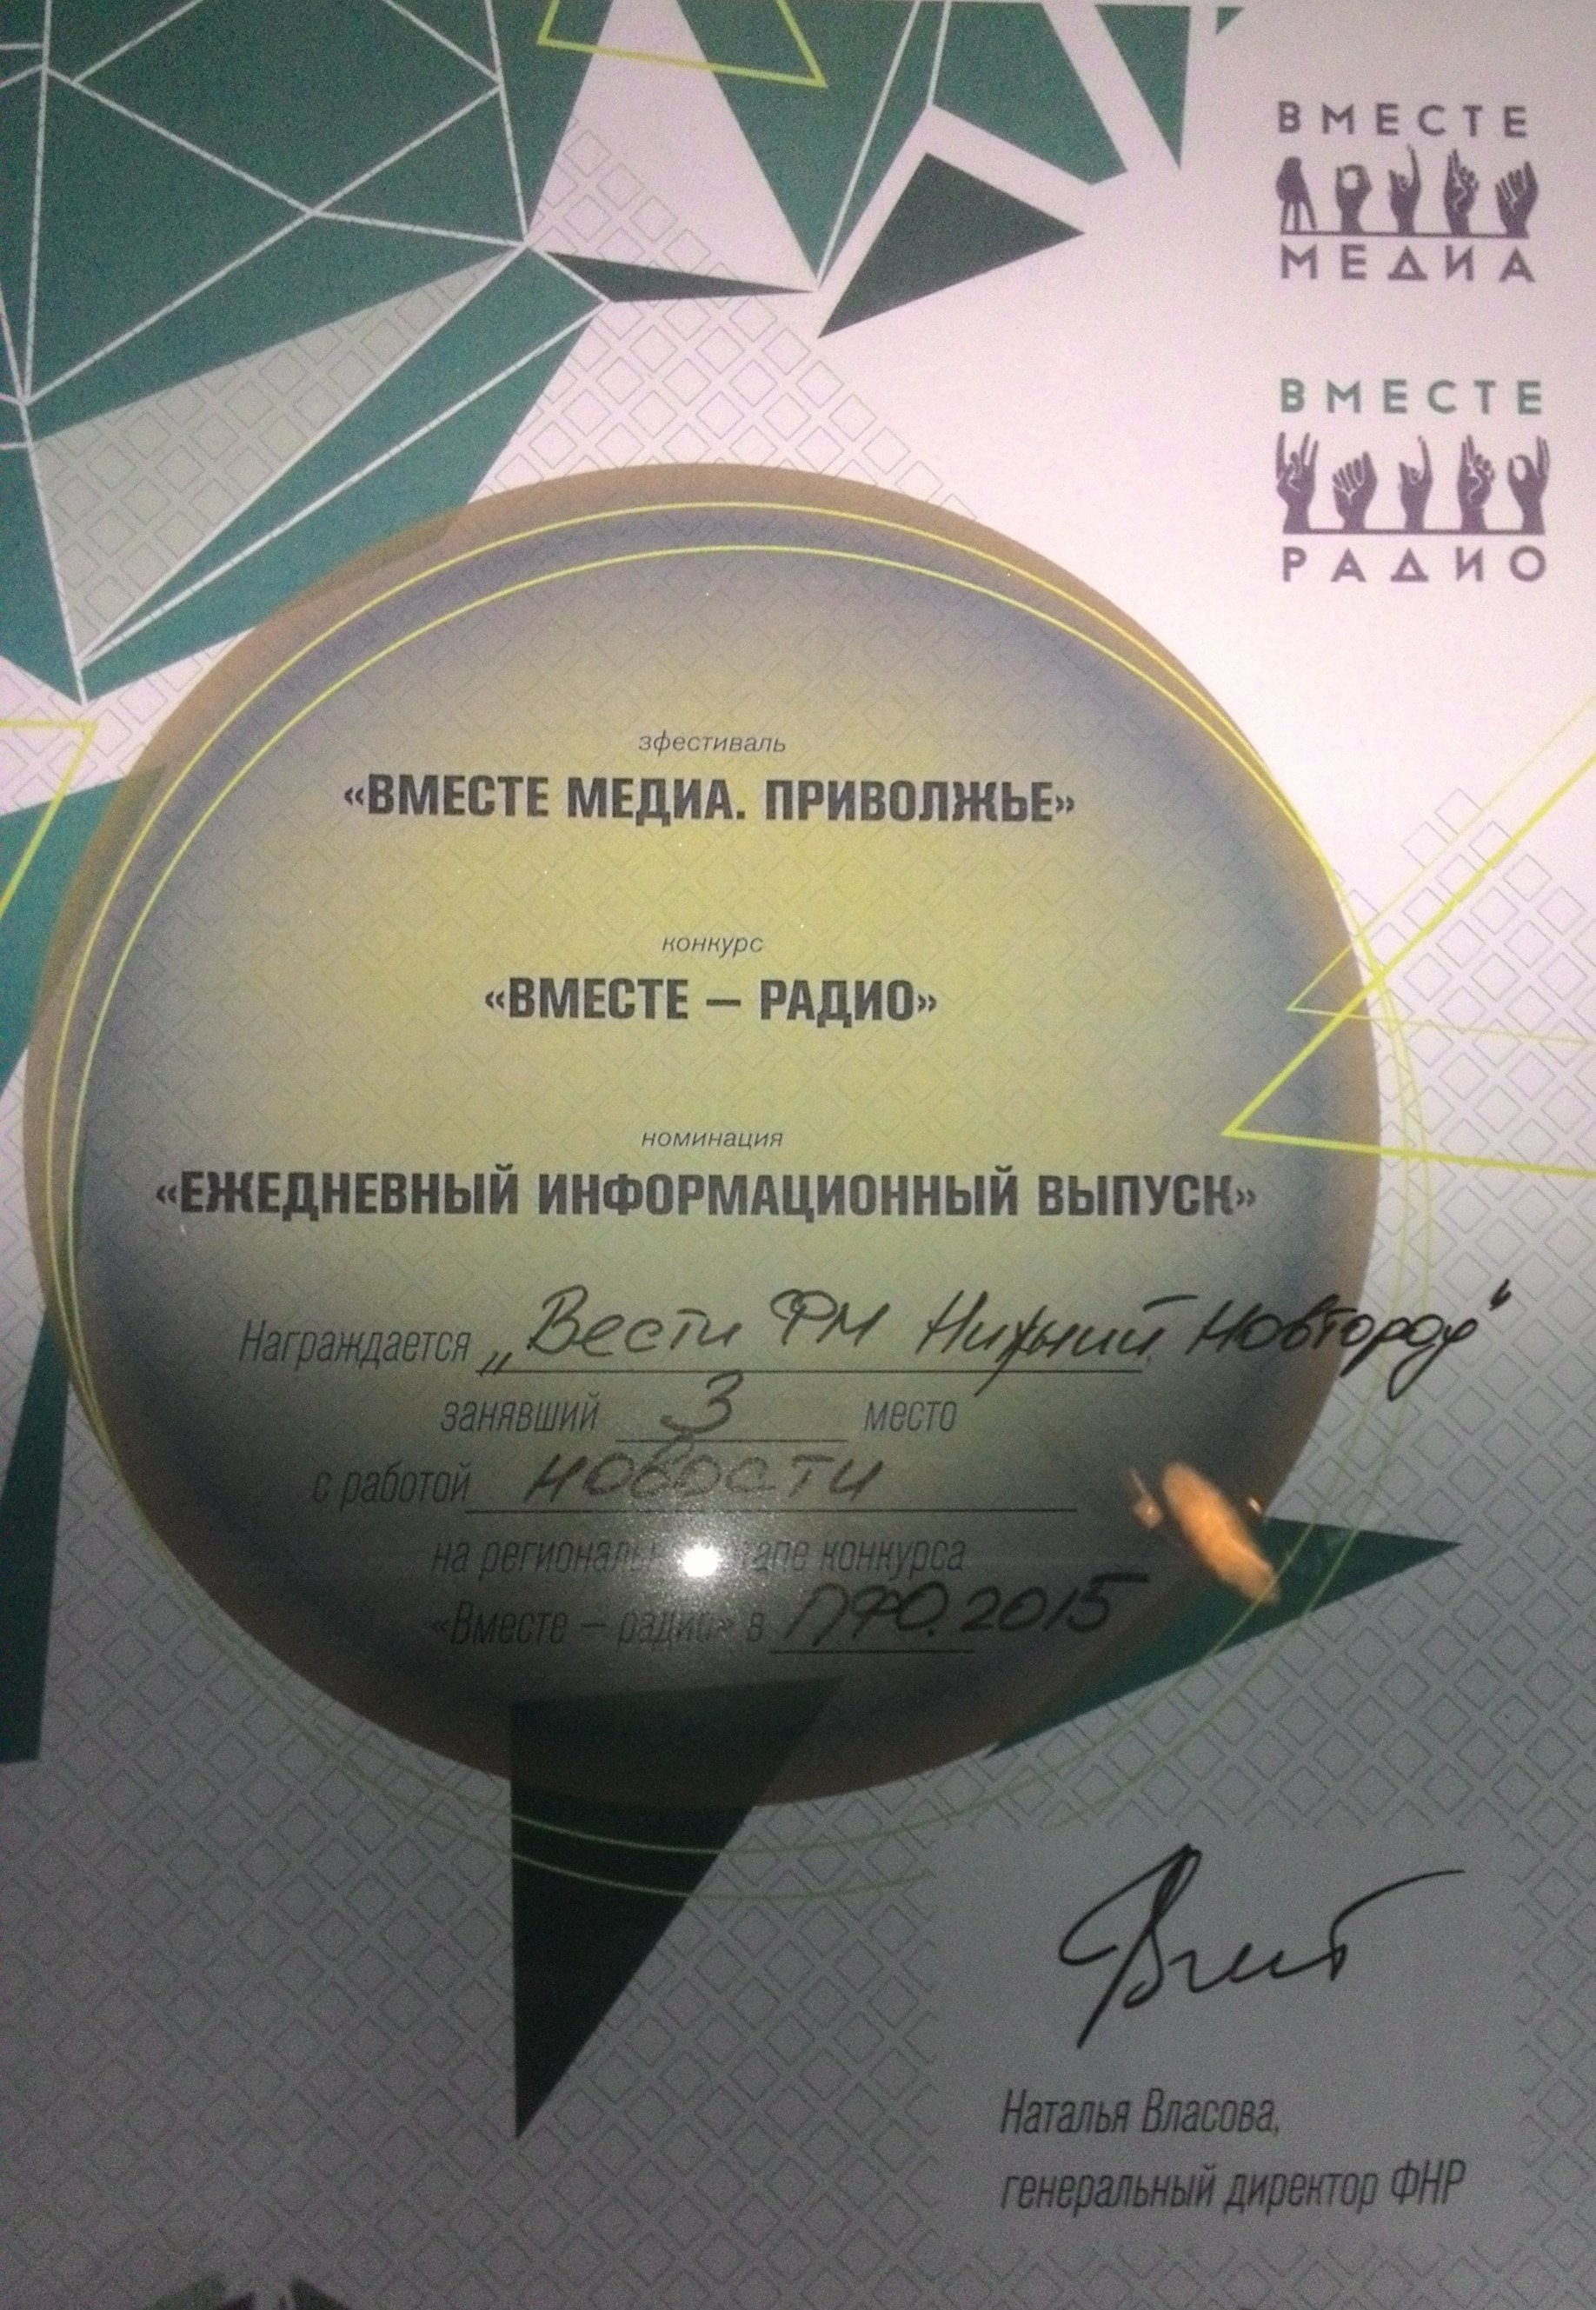 ВМЕСТЕ
МЕДИА
ВМЕСТЕ
РАДИО
зфестиваль
«ВМЕСТЕ МЕДИА. ПРИВОЛЖЬЕ»
конкурс
«ВМЕСТЕ – РАДИО»
номинация
«ЕЖЕДНЕВНЫЙ ИНФОРМАЦИОННЫЙ ВЫПУСК»
Награждается „Вести ФМ Нижний Новгород“
занявший 3 место
с работой новости
на конкурса
«Вместе – радио» в ПФО. 2015
Наталья Власова,
генеральный директор ФНР